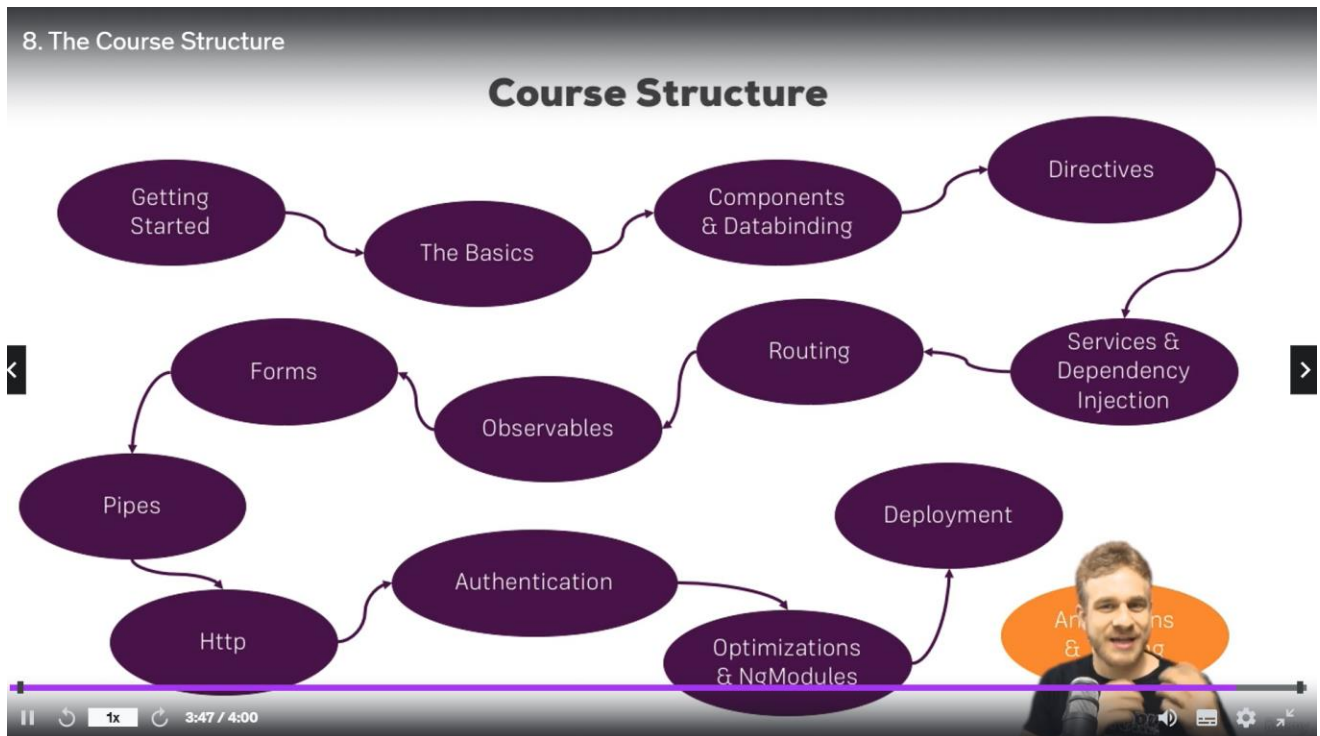 8. The Course Structure
Course Structure
Getting
Started
The Basics
Components
& Databinding
Directives
Services &
Dependency
Injection
Routing
Observables
Forms
Pipes
Http
Authentication
Optimizations
& NgModules
Deployment
&
1x
3:47 / 4:00